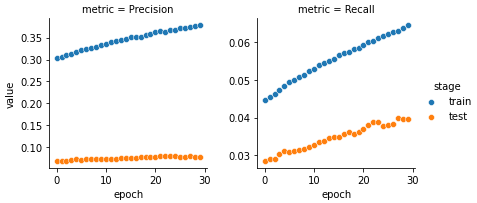 metric = Precision
metric = Recall
value
0.35
0.30
0.25
0.20
0.15
0.10
0 10 20 30
epoch
0.06
0.05
0.04
0.03
0 10 20 30
epoch
stage
train
test